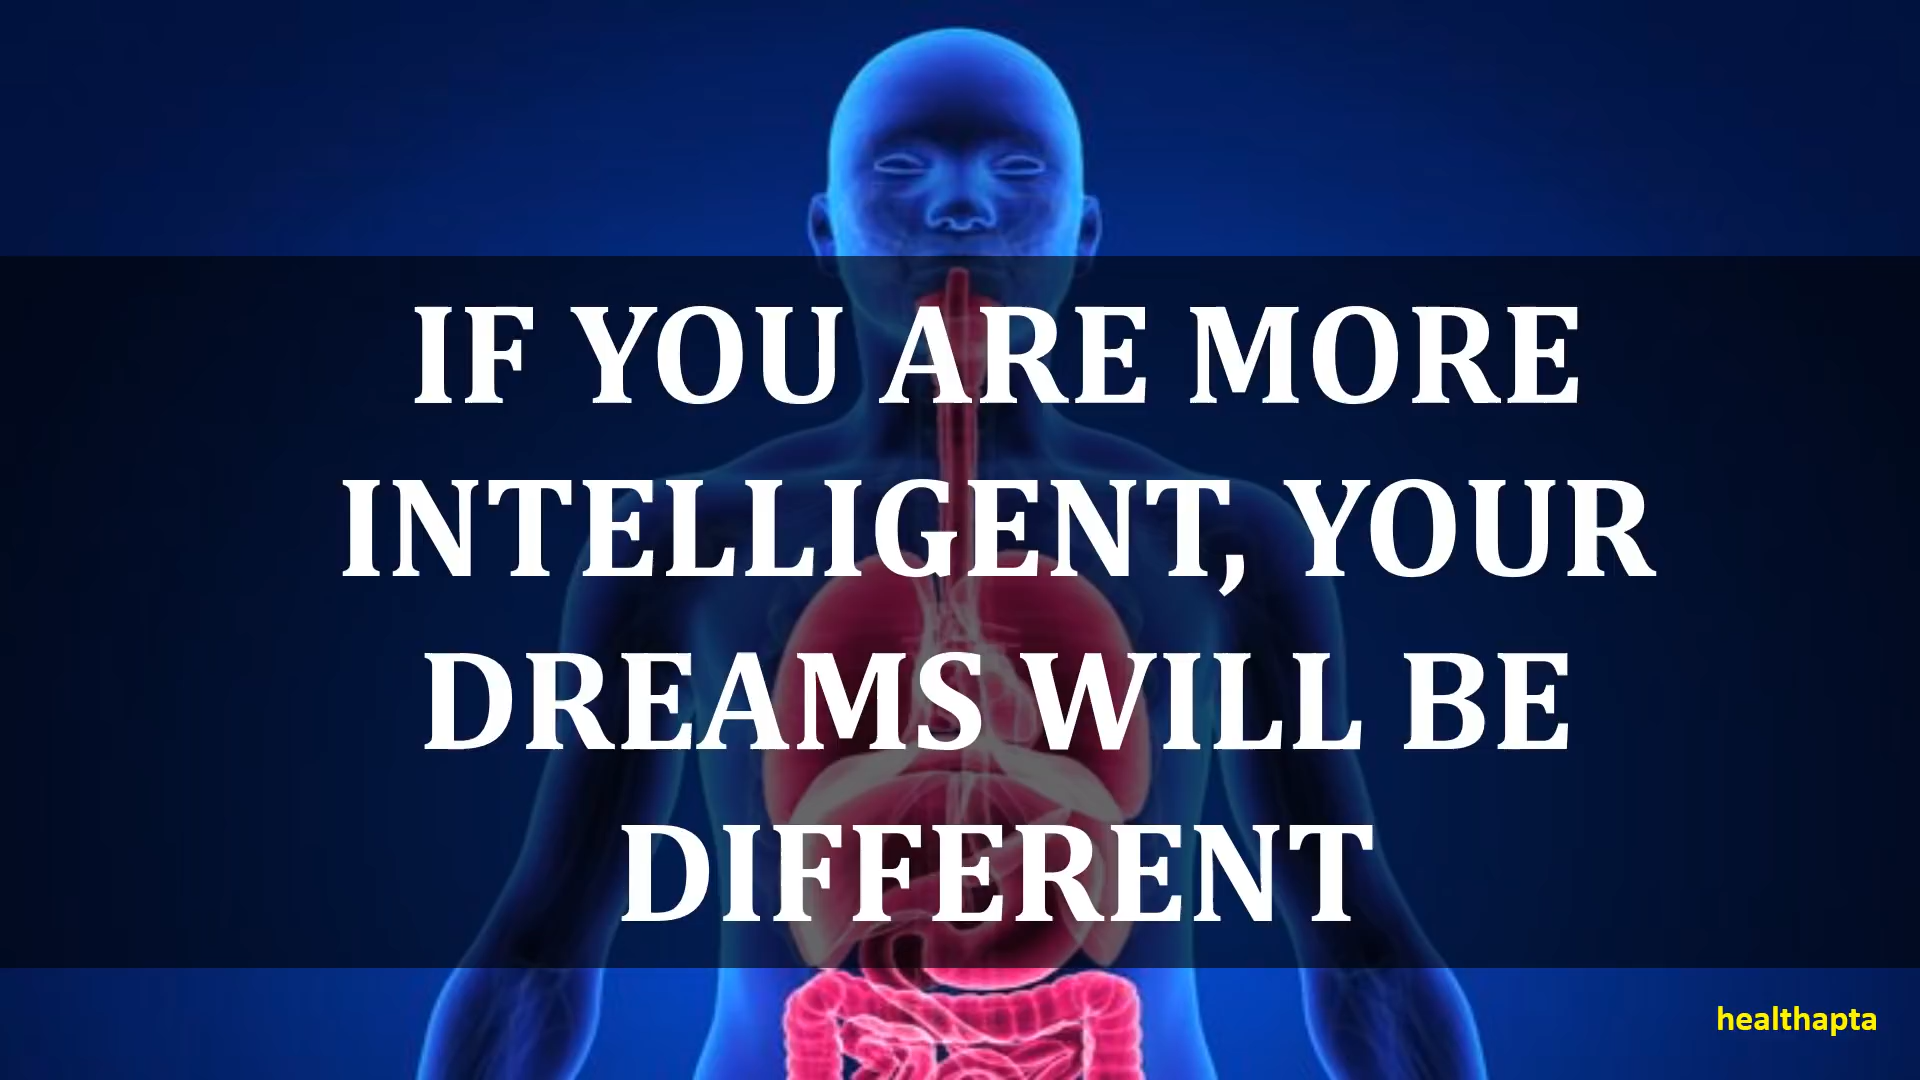 IF YOU ARE MORE
INTELLIGENT, YOUR
DREAMS WILL BE
DIFFERENT
healthapta